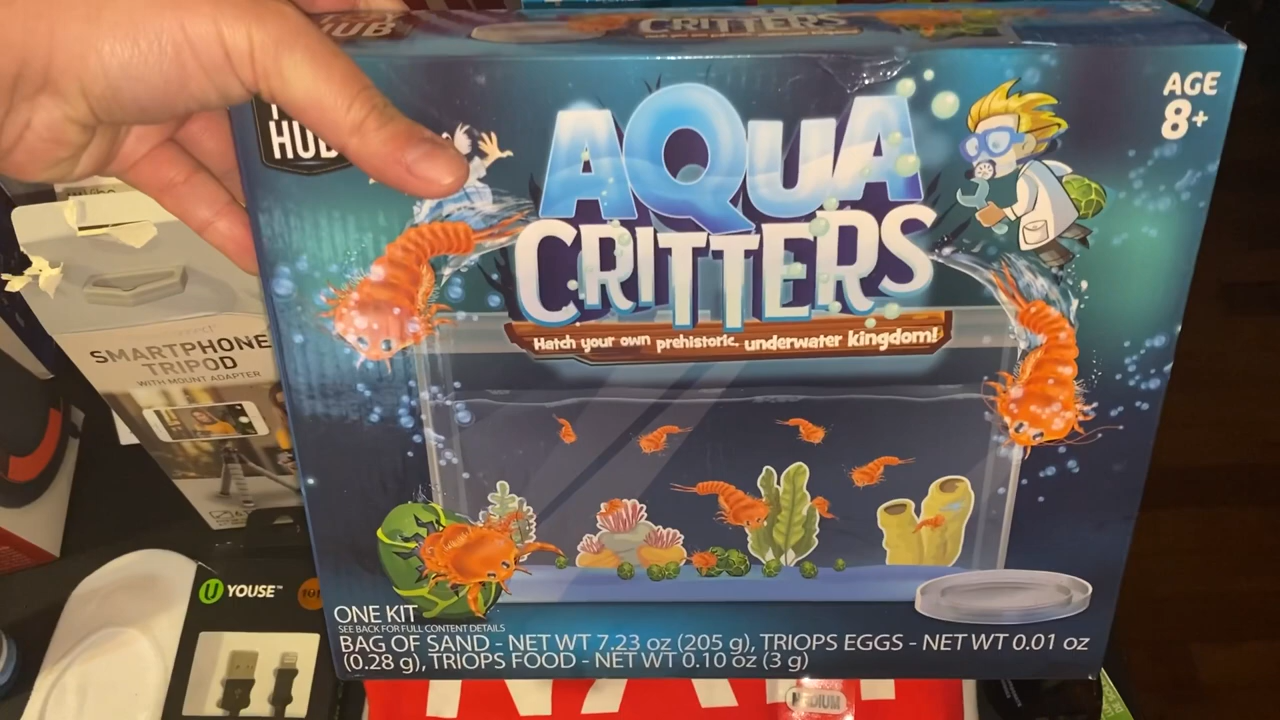 HUB
CRITTERS
HUB
AQUA
CRITTERS
Hatch your own prehistoric, underwater kingdom!
AGE
8+
SMARTPHONE
TRIPOD
WITH MOUNT ADAPTER
YOUSE™
ONE KIT
SEE BACK FOR FULL CONTENT DETAILS
BAG OF SAND - NET WT 7.23 oz (205 g), TRIOPS EGGS - NET WT 0.01 oz
(0.28 g), TRIOPS FOOD - NET WT 0.10 oz (3 g)
MEDIUM